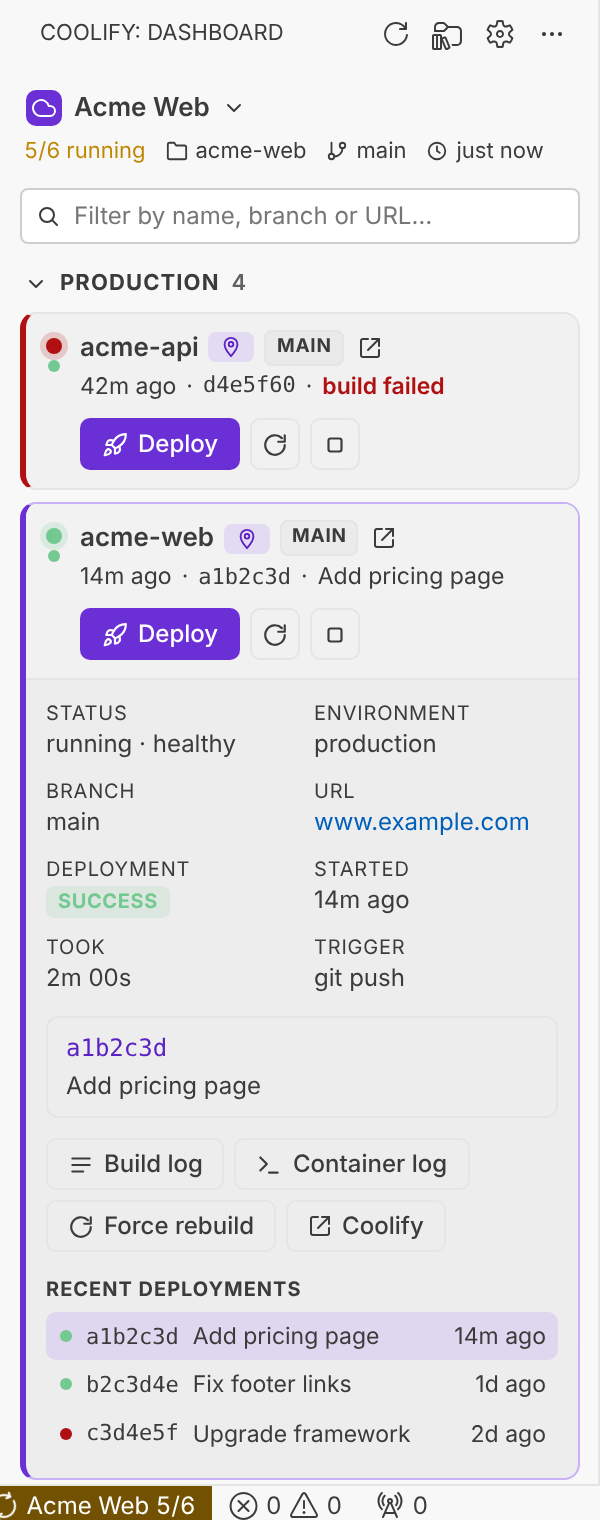 COOLIFY: DASHBOARD
Acme Web
5/6 running acme-web main just now
Filter by name, branch or URL...
PRODUCTION 4
acme-api MAIN
42m ago · d4e5f60 · build failed
Deploy
acme-web MAIN
14m ago · a1b2c3d · Add pricing page
Deploy
STATUS ENVIRONMENT
running · healthy production
BRANCH URL
main www.example.com
DEPLOYMENT STARTED
SUCCESS 14m ago
TOOK TRIGGER
2m 00s git push
a1b2c3d
Add pricing page
Build log Container log
Force rebuild Coolify
RECENT DEPLOYMENTS
a1b2c3d Add pricing page 14m ago
b2c3d4e Fix footer links 1d ago
c3d4e5f Upgrade framework 2d ago
Acme Web 5/6 0 0 0